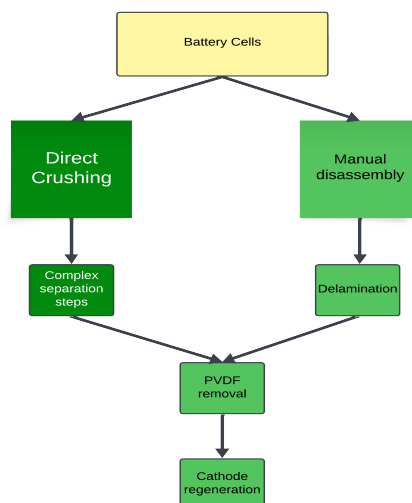 Battery Cells
Direct
Crushing
Manual
disassembly
Complex
separation
steps
Delamination
PVDF
removal
Cathode
regeneration